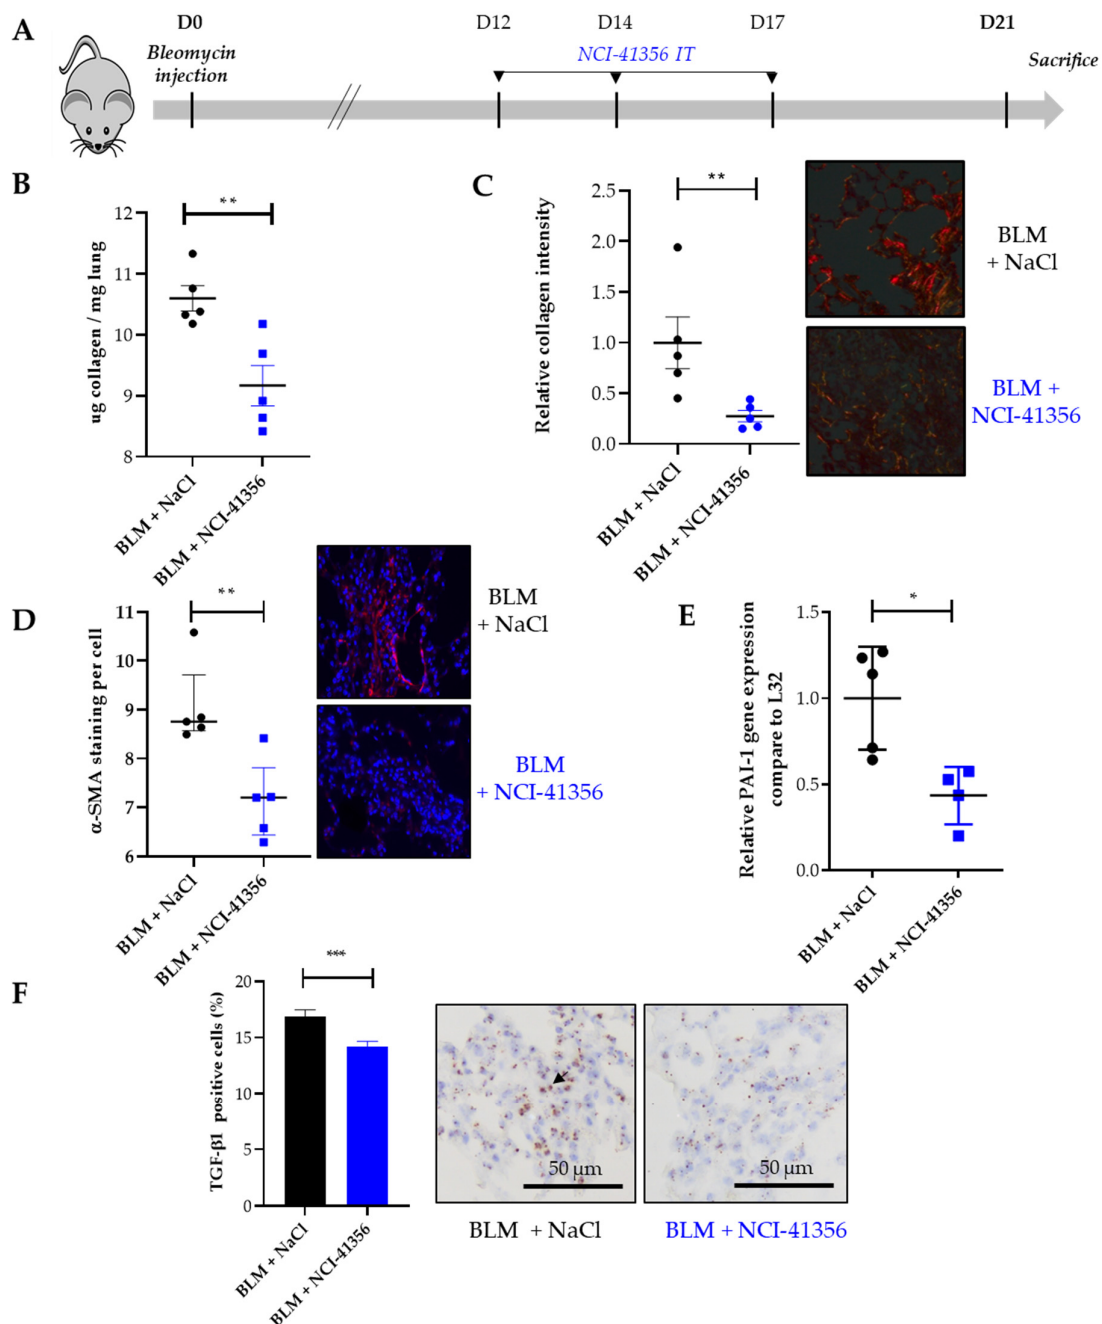 A
D0
D12
D14
D17
D21
Bleomycin
injection
NCI-41356 IT
Sacrifice
B
ug collagen / mg lung
12
11
10
9
8
**
BLM + NaCl
BLM + NCI-41356
C
Relative collagen intensity
2.5
2.0
1.5
1.0
0.5
0.0
**
BLM + NaCl
BLM + NCI-41356
BLM
+ NaCl
BLM +
NCI-41356
D
α-SMA staining per cell
11
10
9
8
7
6
**
BLM + NaCl
BLM + NCI-41356
BLM
+ NaCl
BLM
+ NCI-41356
E
Relative PAI-1 gene expression
compare to L32
1.5
1.0
0.5
0.0
*
BLM + NaCl
BLM + NCI-41356
F
TGF-β1 positive cells (%)
20
15
10
5
0
***
BLM + NaCl
BLM + NCI-41356
50 µm
50 µm
BLM + NaCl
BLM + NCI-41356